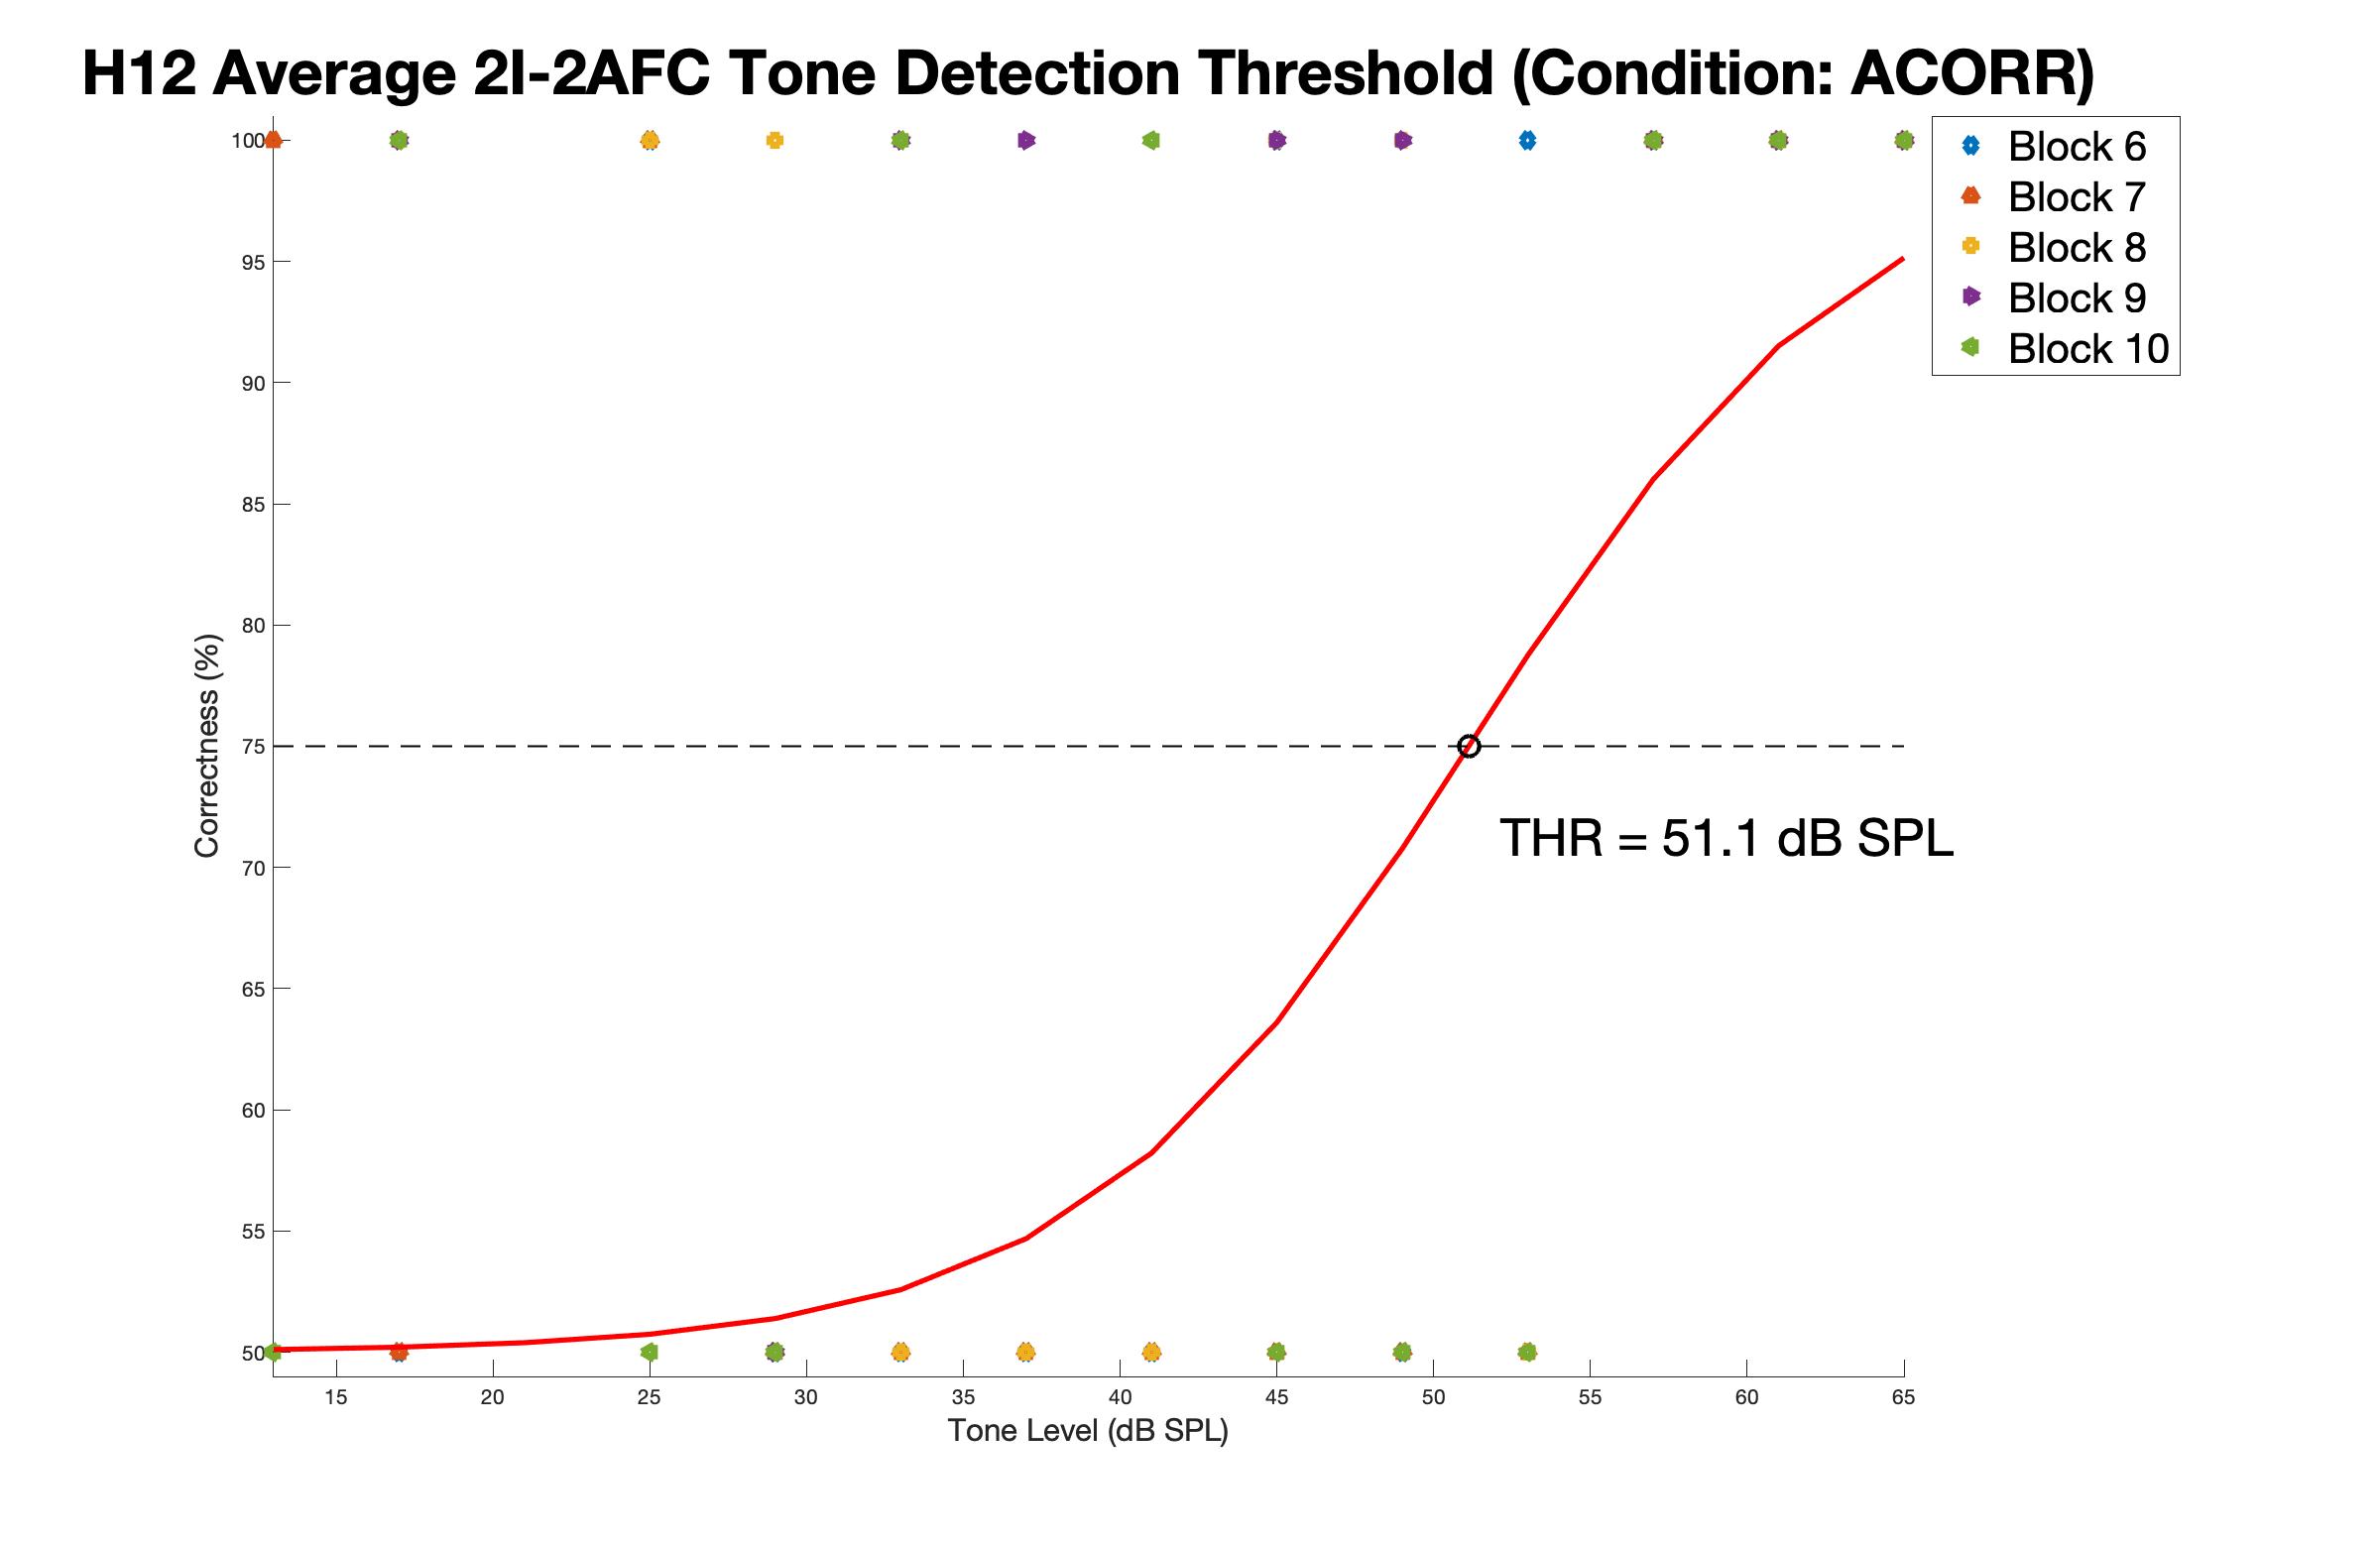 H12 Average 2I-2AFC Tone Detection Threshold (Condition: ACORR)
100
95
90
85
80
75
70
65
60
55
50
Correctness (%)
Block 6
Block 7
Block 8
Block 9
Block 10
THR = 51.1 dB SPL
15 20 25 30 35 40 45 50 55 60 65
Tone Level (dB SPL)